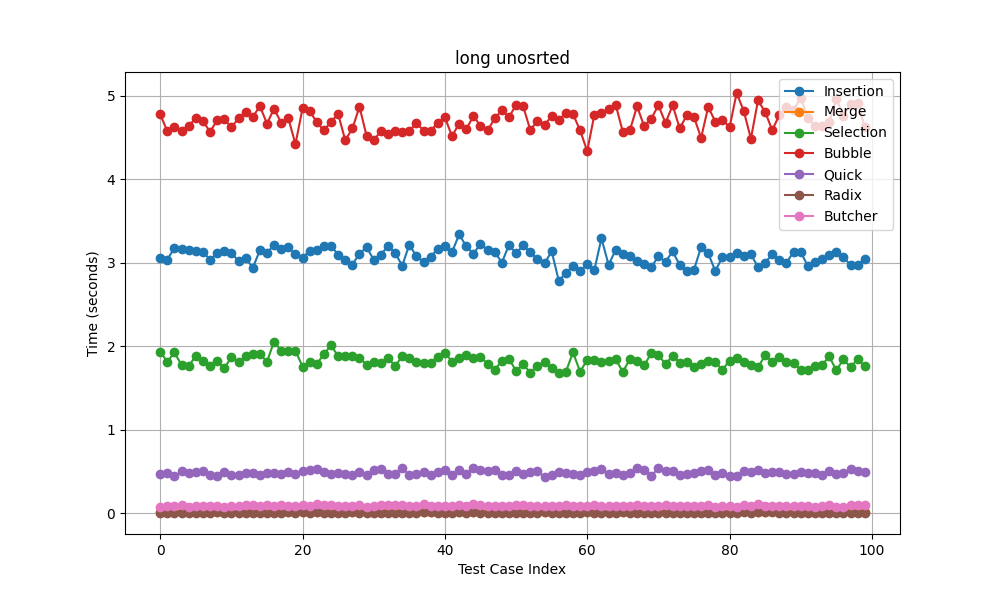 long unosrted
Time (seconds)
5
4
3
2
1
0
0 20 40 60 80 100
Test Case Index
Insertion
Merge
Selection
Bubble
Quick
Radix
Butcher